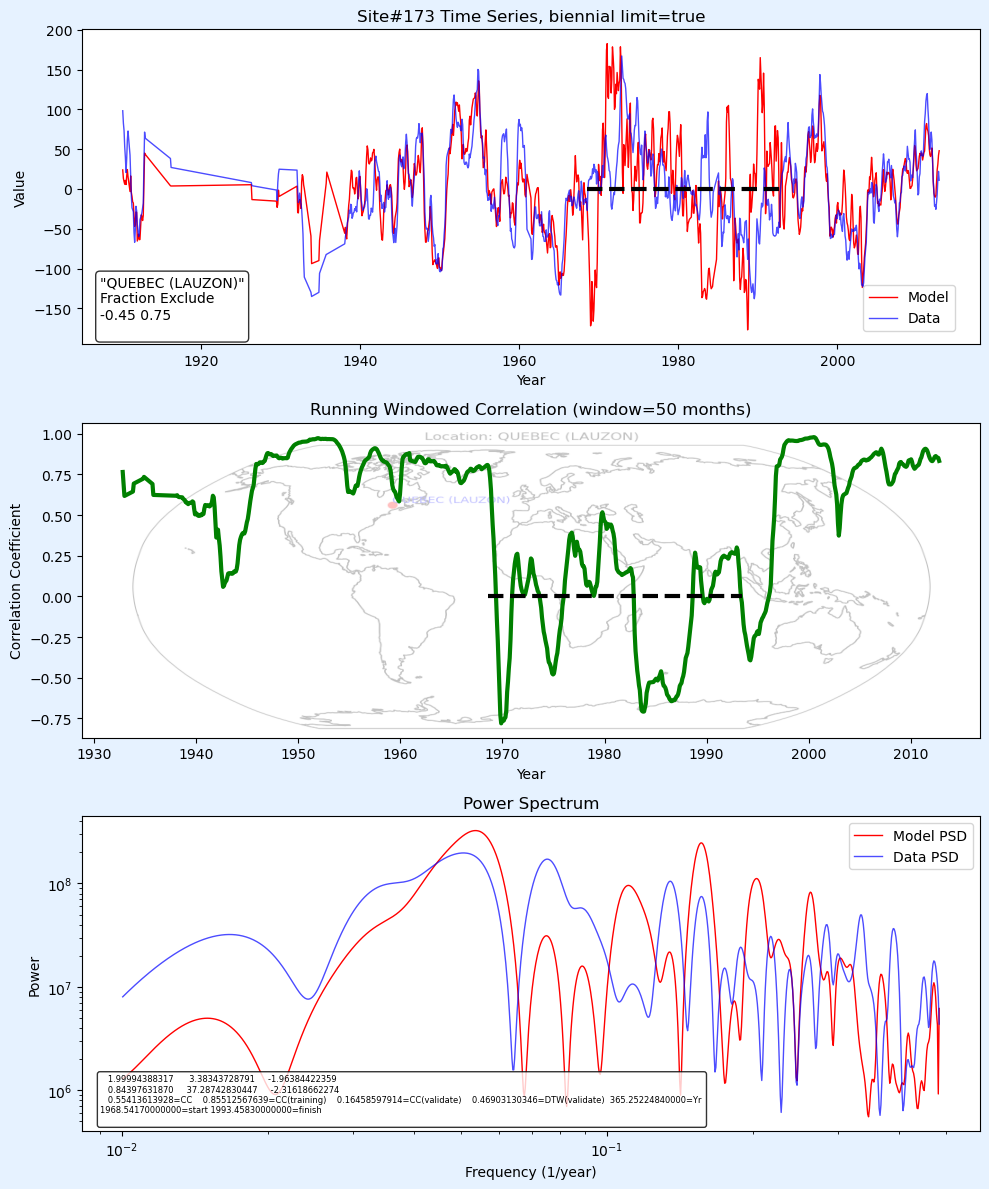 Site#173 Time Series, biennial limit=true
200
150
100
50
0
−50
−100
−150
Value
"QUEBEC (LAUZON)"
Fraction Exclude
-0.45 0.75
Model
Data
1920
1940
1960
1980
2000
Year
Running Windowed Correlation (window=50 months)
Location: QUEBEC (LAUZON)
QUEBEC (LAUZON)
1.00
0.75
0.50
0.25
0.00
−0.25
−0.50
−0.75
Correlation Coefficient
1930
1940
1950
1960
1970
1980
1990
2000
2010
Year
Power Spectrum
Model PSD
Data PSD
10⁸
10⁷
10⁶
Power
1.99994388317 3.38343728791 -1.96384422359
0.84397631870 37.28742830447 -2.31618662274
0.55413613928=CC 0.85512567639=CC(training) 0.16458597914=CC(validate) 0.46903130346=DTW(validate) 365.25224840000=Yr
1968.54170000000=start 1993.45830000000=finish
10⁻²
10⁻¹
Frequency (1/year)